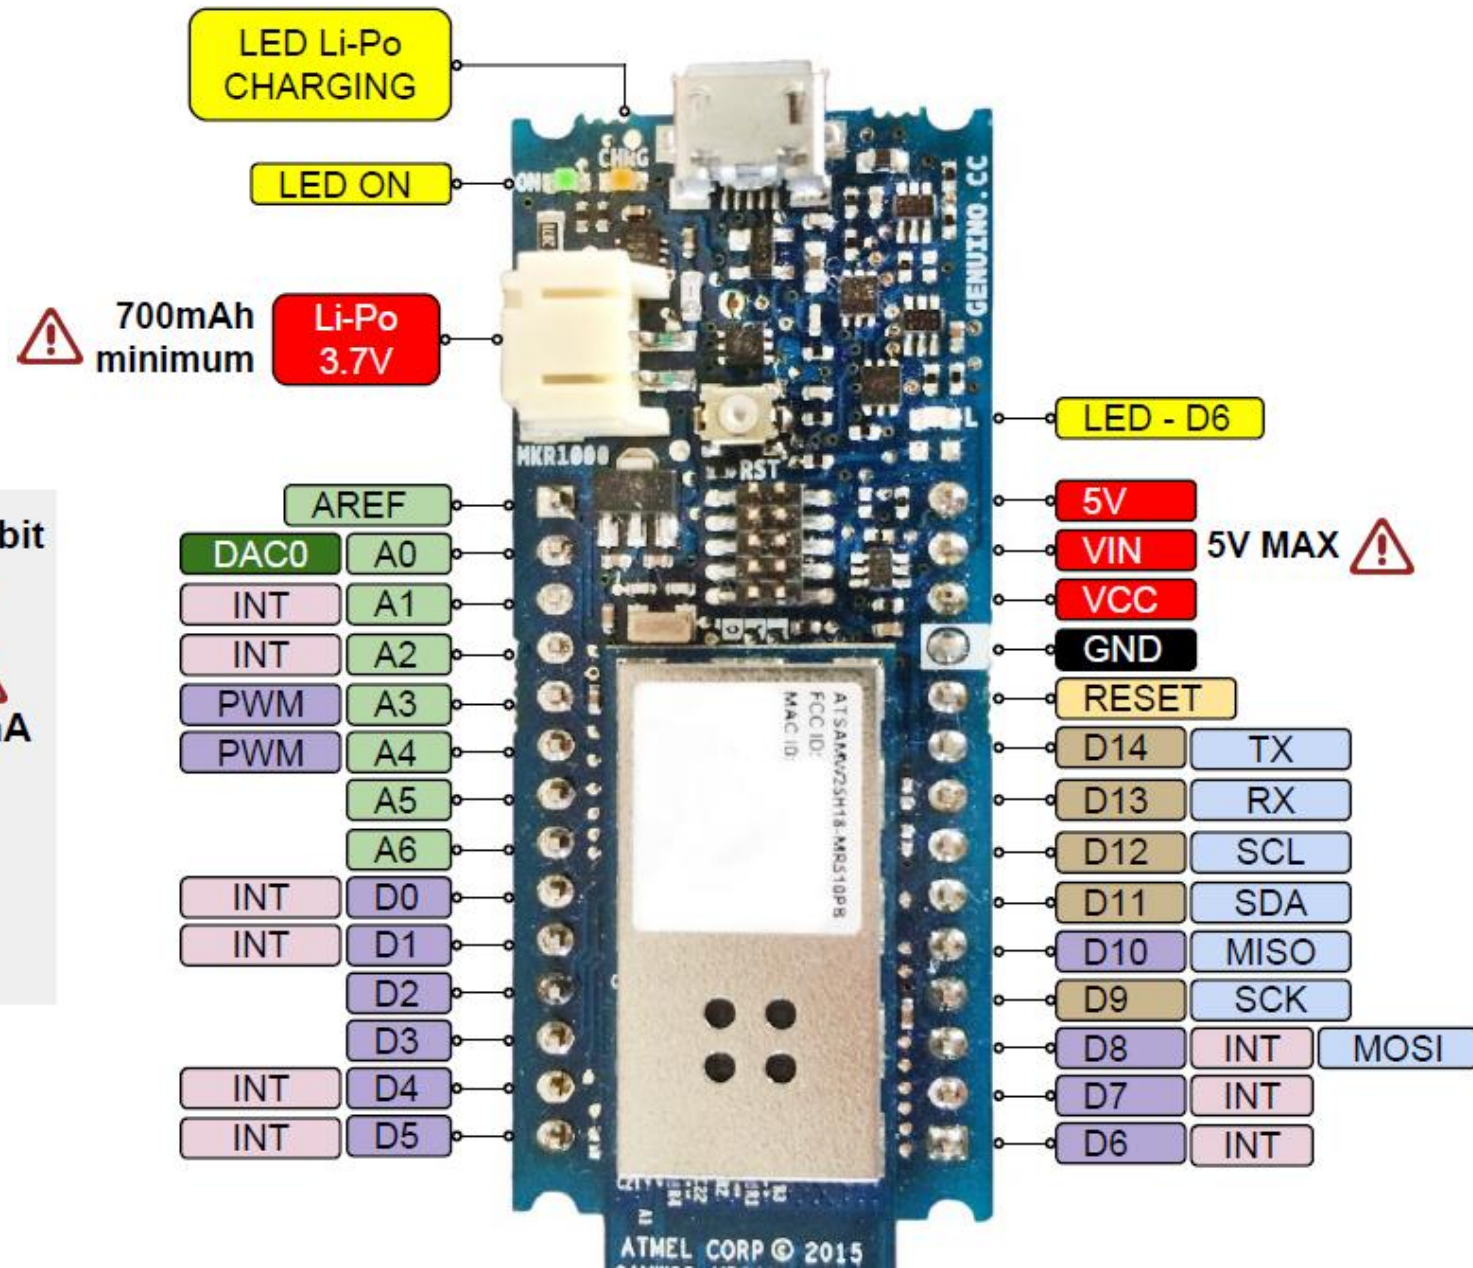 LED Li-Po
CHARGING
LED ON
700mAh
minimum
Li-Po
3.7V
ON
CHRG
GENUINO.CC
MKR1000
RST
L
LED - D6
bit
AREF
DAC0 A0
INT A1
INT A2
PWM A3
PWM A4
A5
A6
INT D0
INT D1
D2
D3
INT D4
INT D5
5V
VIN
5V MAX
VCC
GND
RESET
D14 TX
D13 RX
D12 SCL
D11 SDA
D10 MISO
D9 SCK
D8 INT MOSI
D7 INT
D6 INT
ATSAMW25H18-MR510PB
FCC ID:
MAC ID:
ATMEL CORP © 2015